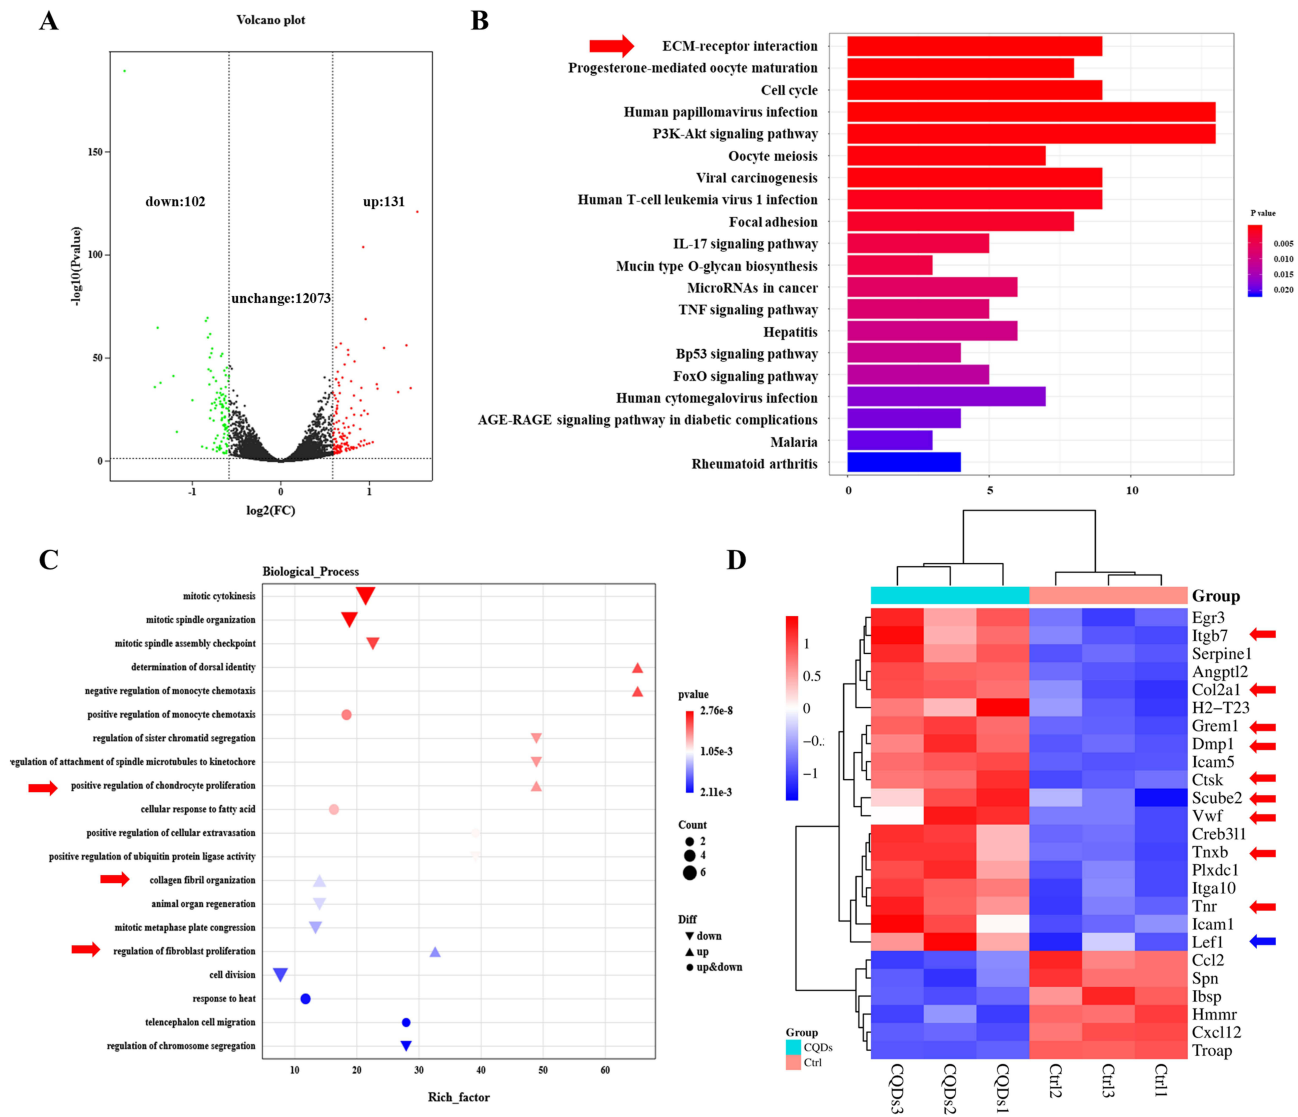 A
Volcano plot
-log10(Pvalue)
150
100
50
0
down:102
up:131
unchange:12073
-1
0
1
log2(FC)
B
ECM-receptor interaction
Progesterone-mediated oocyte maturation
Cell cycle
Human papillomavirus infection
P3K-Akt signaling pathway
Oocyte meiosis
Viral carcinogenesis
Human T-cell leukemia virus 1 infection
Focal adhesion
IL-17 signaling pathway
Mucin type O-glycan biosynthesis
MicroRNAs in cancer
TNF signaling pathway
Hepatitis
Bp53 signaling pathway
FoxO signaling pathway
Human cytomegalovirus infection
AGE-RAGE signaling pathway in diabetic complications
Malaria
Rheumatoid arthritis
0
5
10
P value
0.005
0.010
0.015
0.020
C
Biological_Process
mitotic cytokinesis
mitotic spindle organization
mitotic spindle assembly checkpoint
determination of dorsal identity
negative regulation of monocyte chemotaxis
positive regulation of monocyte chemotaxis
regulation of sister chromatid segregation
egulation of attachment of spindle microtubules to kinetochore
positive regulation of chondrocyte proliferation
cellular response to fatty acid
positive regulation of cellular extravasation
positive regulation of ubiquitin protein ligase activity
collagen fibril organization
animal organ regeneration
mitotic metaphase plate congression
regulation of fibroblast proliferation
cell division
response to heat
telencephalon cell migration
regulation of chromosome segregation
10
20
30
40
50
60
Rich_factor
pvalue
2.76e-8
1.05e-3
2.11e-3
Count
2
4
6
Diff
down
up
up&down
D
1
0.5
0
-0.:
-1
Group
Egr3
Itgb7
Serpine1
Angptl2
Col2a1
H2-T23
Grem1
Dmp1
Icam5
Ctsk
Scube2
Vwf
Creb3l1
Tnxb
Plxdc1
Itga10
Tnr
Icam1
Lef1
Ccl2
Spn
Ibsp
Hmmr
Cxcl12
Troap
Group
CQDs
Ctrl
CQDs3
CQDs2
CQDs1
Ctrl2
Ctrl3
Ctrl1